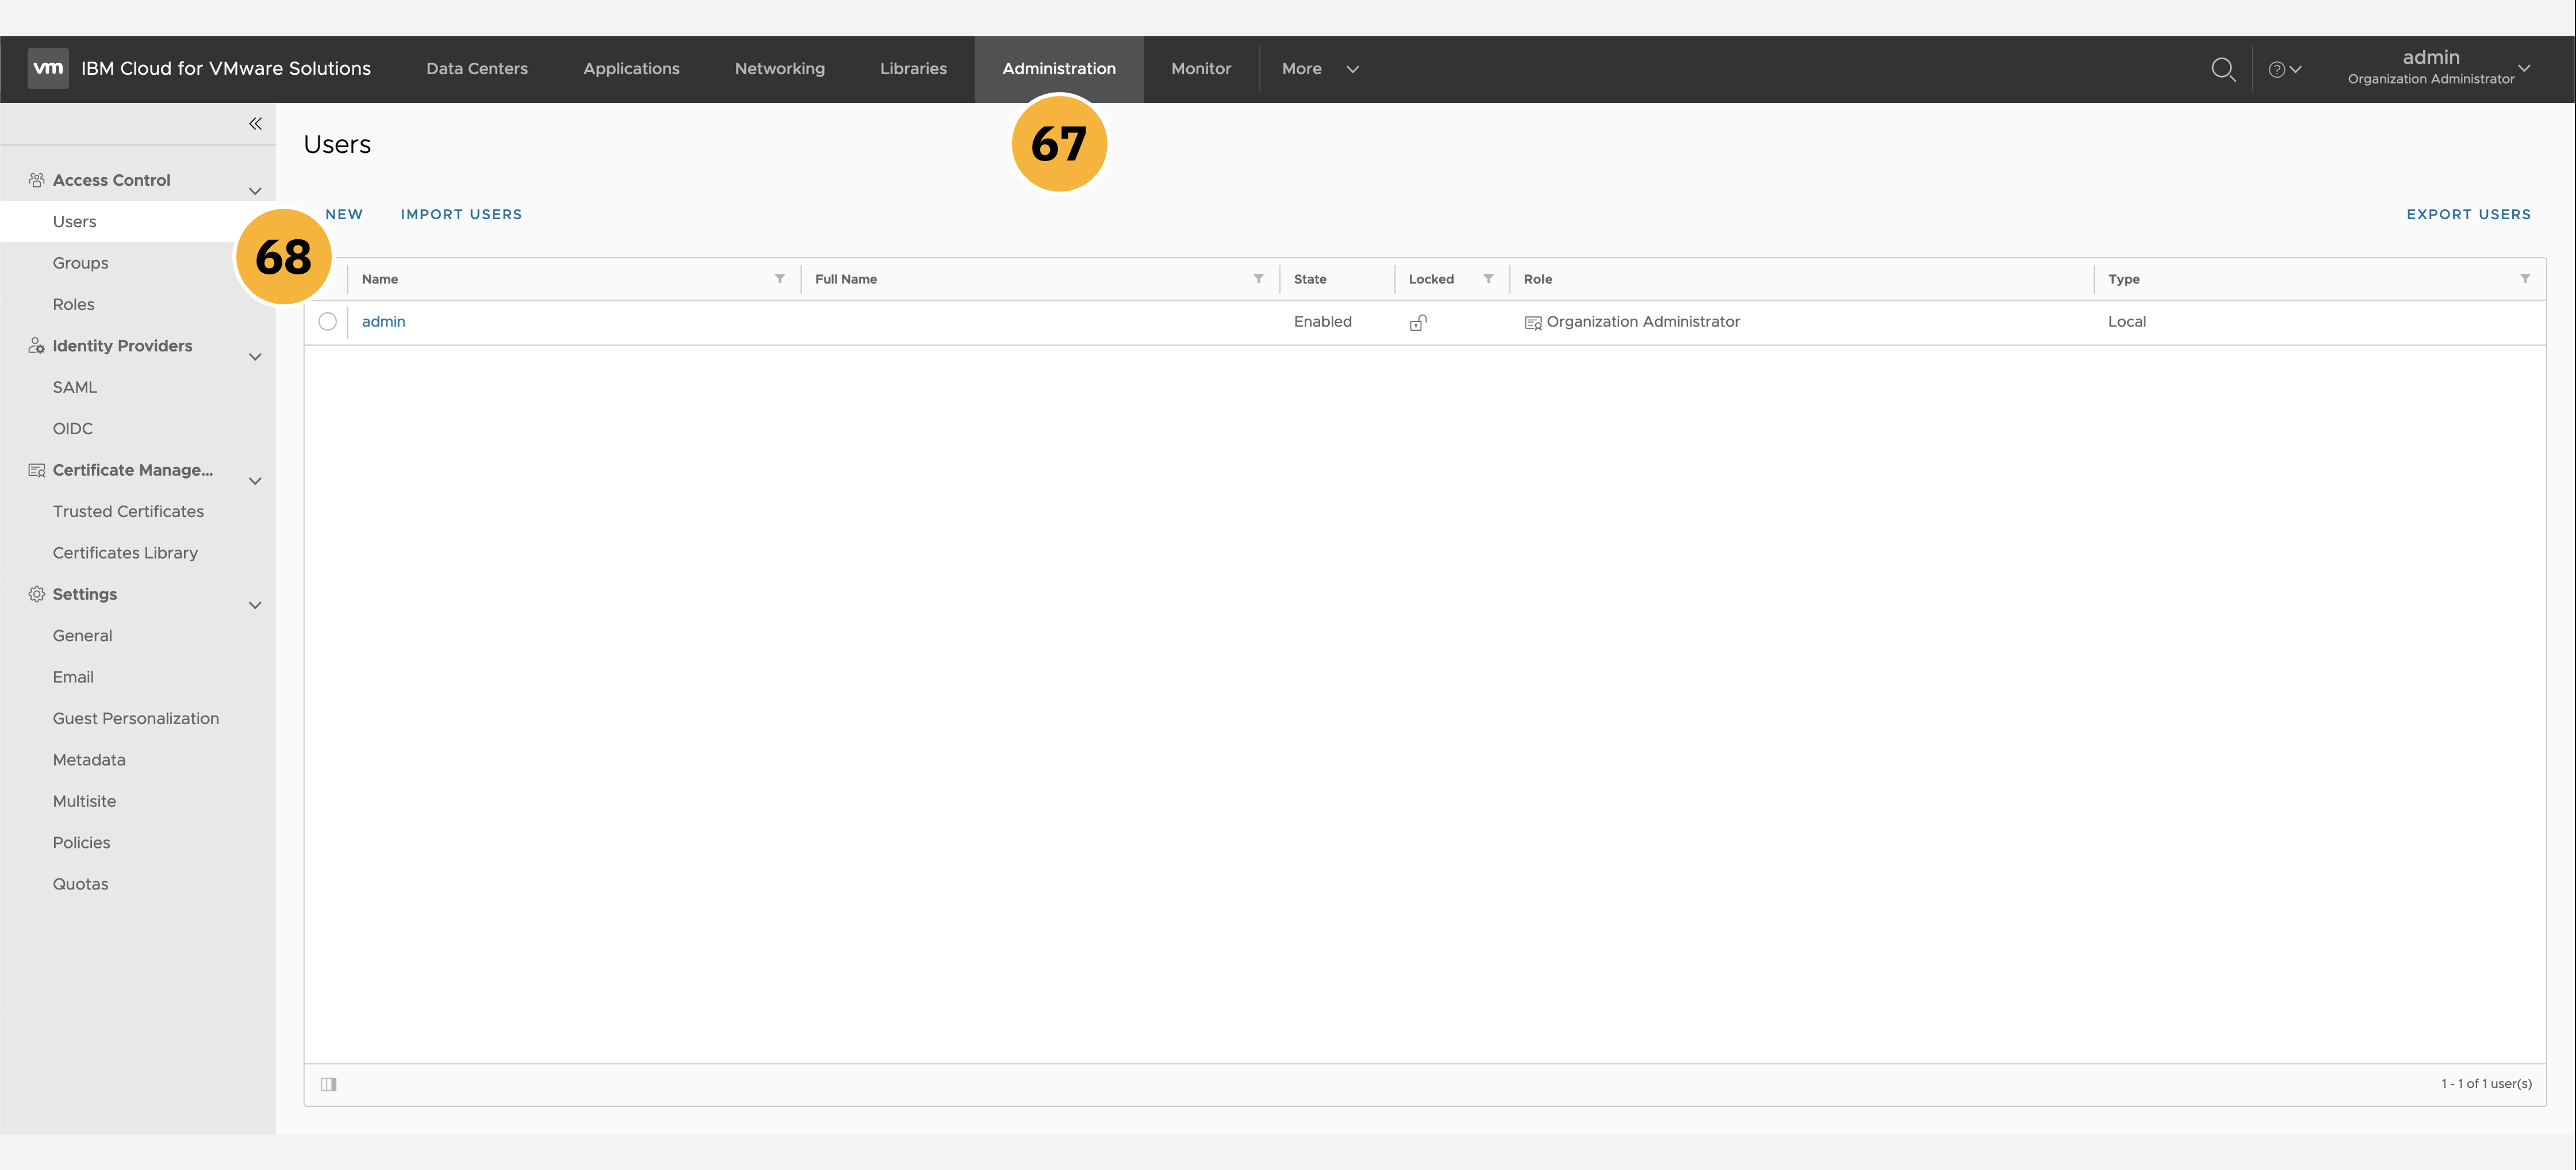 vm IBM Cloud for VMware Solutions Data Centers Applications Networking Libraries Administration Monitor More admin
Organization Administrator
67
Users
Access Control
Users
Groups
Roles
Identity Providers
SAML
OIDC
Certificate Manage...
Trusted Certificates
Certificates Library
Settings
General
Email
Guest Personalization
Metadata
Multisite
Policies
Quotas
68
NEW IMPORT USERS EXPORT USERS
Name Full Name State Locked Role Type
admin Enabled Organization Administrator Local
1 - 1 of 1 user(s)